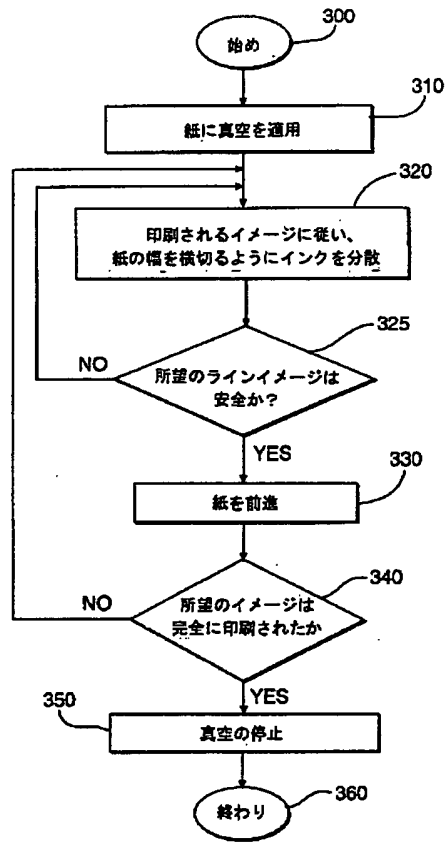 始め
300
310
紙に真空を適用
320
印刷されるイメージに従い、
紙の幅を横切るようにインクを分散
325
所望のラインイメージは
安全か?
NO
YES
330
紙を前進
340
所望のイメージは
完全に印刷されたか
NO
YES
350
真空の停止
終わり
360